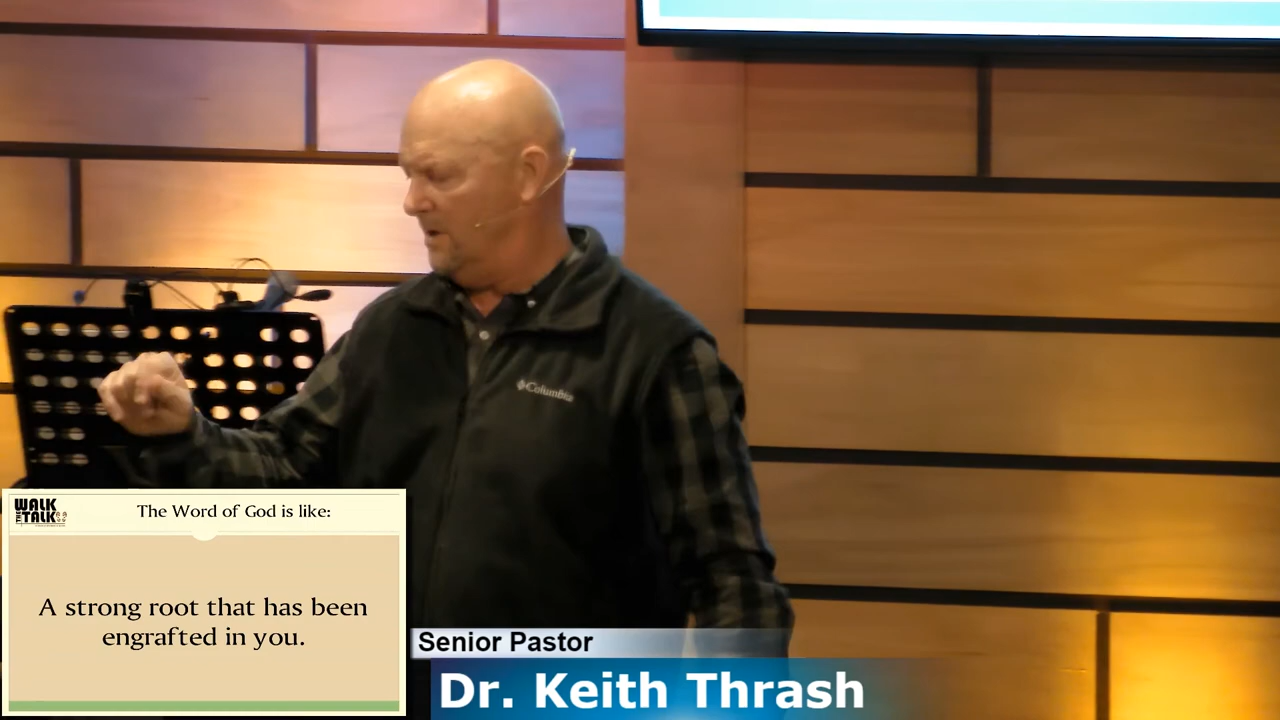 Columbia
WALK
THE TALK
The Word of God is like:
A strong root that has been
engrafted in you.
Senior Pastor
Dr. Keith Thrash